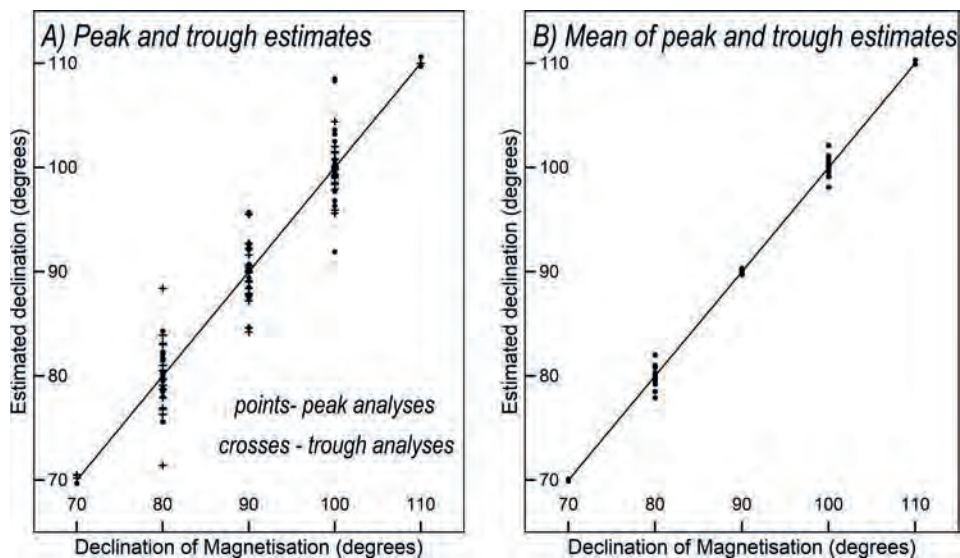 A) Peak and trough estimates
110
100
90
80
70
Estimated declination (degrees)
points- peak analyses
crosses - trough analyses
70 80 90 100 110
Declination of Magnetisation (degrees)
B) Mean of peak and trough estimates
110
100
90
80
70
Estimated declination (degrees)
70 80 90 100 110
Declination of Magnetisation (degrees)